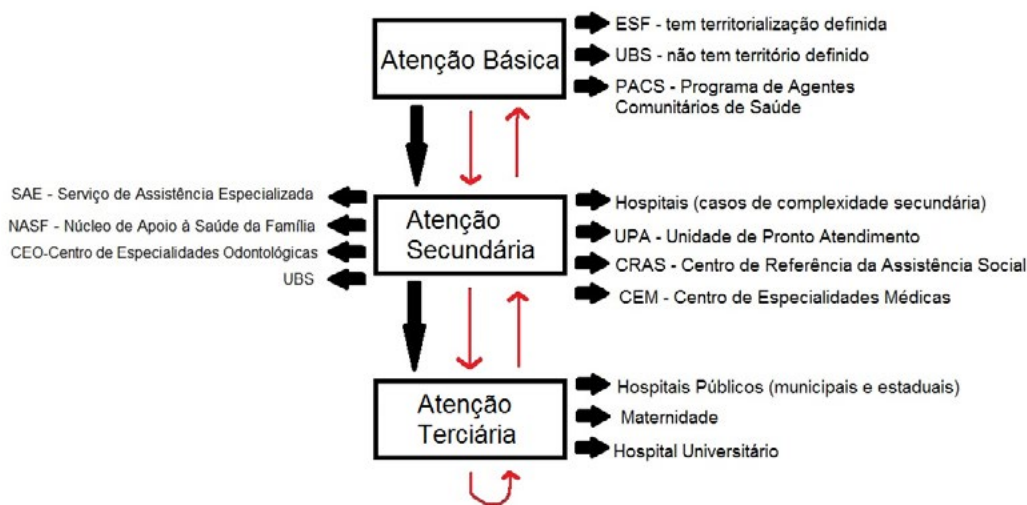 Atenção Básica
ESF - tem territorialização definida
UBS - não tem território definido
PACS - Programa de Agentes
Comunitários de Saúde
SAE - Serviço de Assistência Especializada
NASF - Núcleo de Apoio à Saúde da Família
CEO-Centro de Especialidades Odontológicas
UBS
Atenção
Secundária
Hospitais (casos de complexidade secundária)
UPA - Unidade de Pronto Atendimento
CRAS - Centro de Referência da Assistência Social
CEM - Centro de Especialidades Médicas
Atenção
Terciária
Hospitais Públicos (municipais e estaduais)
Maternidade
Hospital Universitário